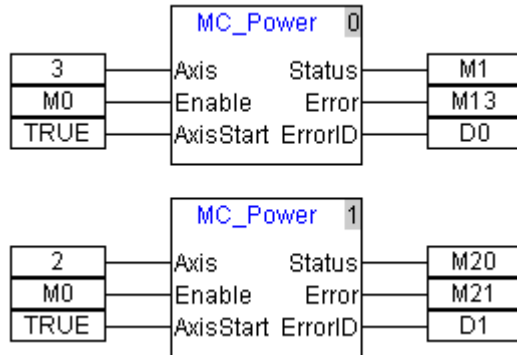 MC_Power 0
3 Axis Status M1
M0 Enable Error M13
TRUE AxisStart ErrorID D0
MC_Power 1
2 Axis Status M20
M0 Enable Error M21
TRUE AxisStart ErrorID D1